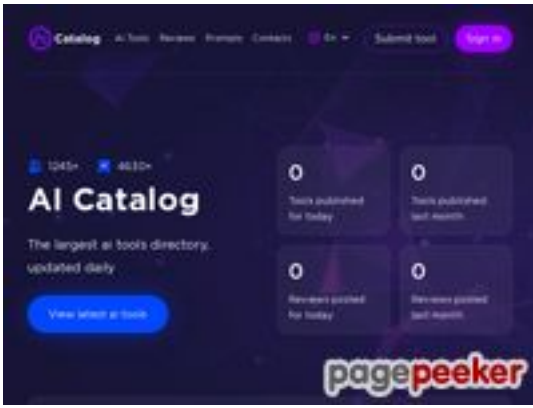 Catalog AI Tools Reviews Prompts Contacts En Submit tool Sign in
1245+ 4630+
AI Catalog
The largest ai tools directory,
updated daily
View latest ai tools
0
Tools published
for today
0
Tools published
last month
0
Reviews posted
for today
0
Reviews posted
last month
pagepeeker